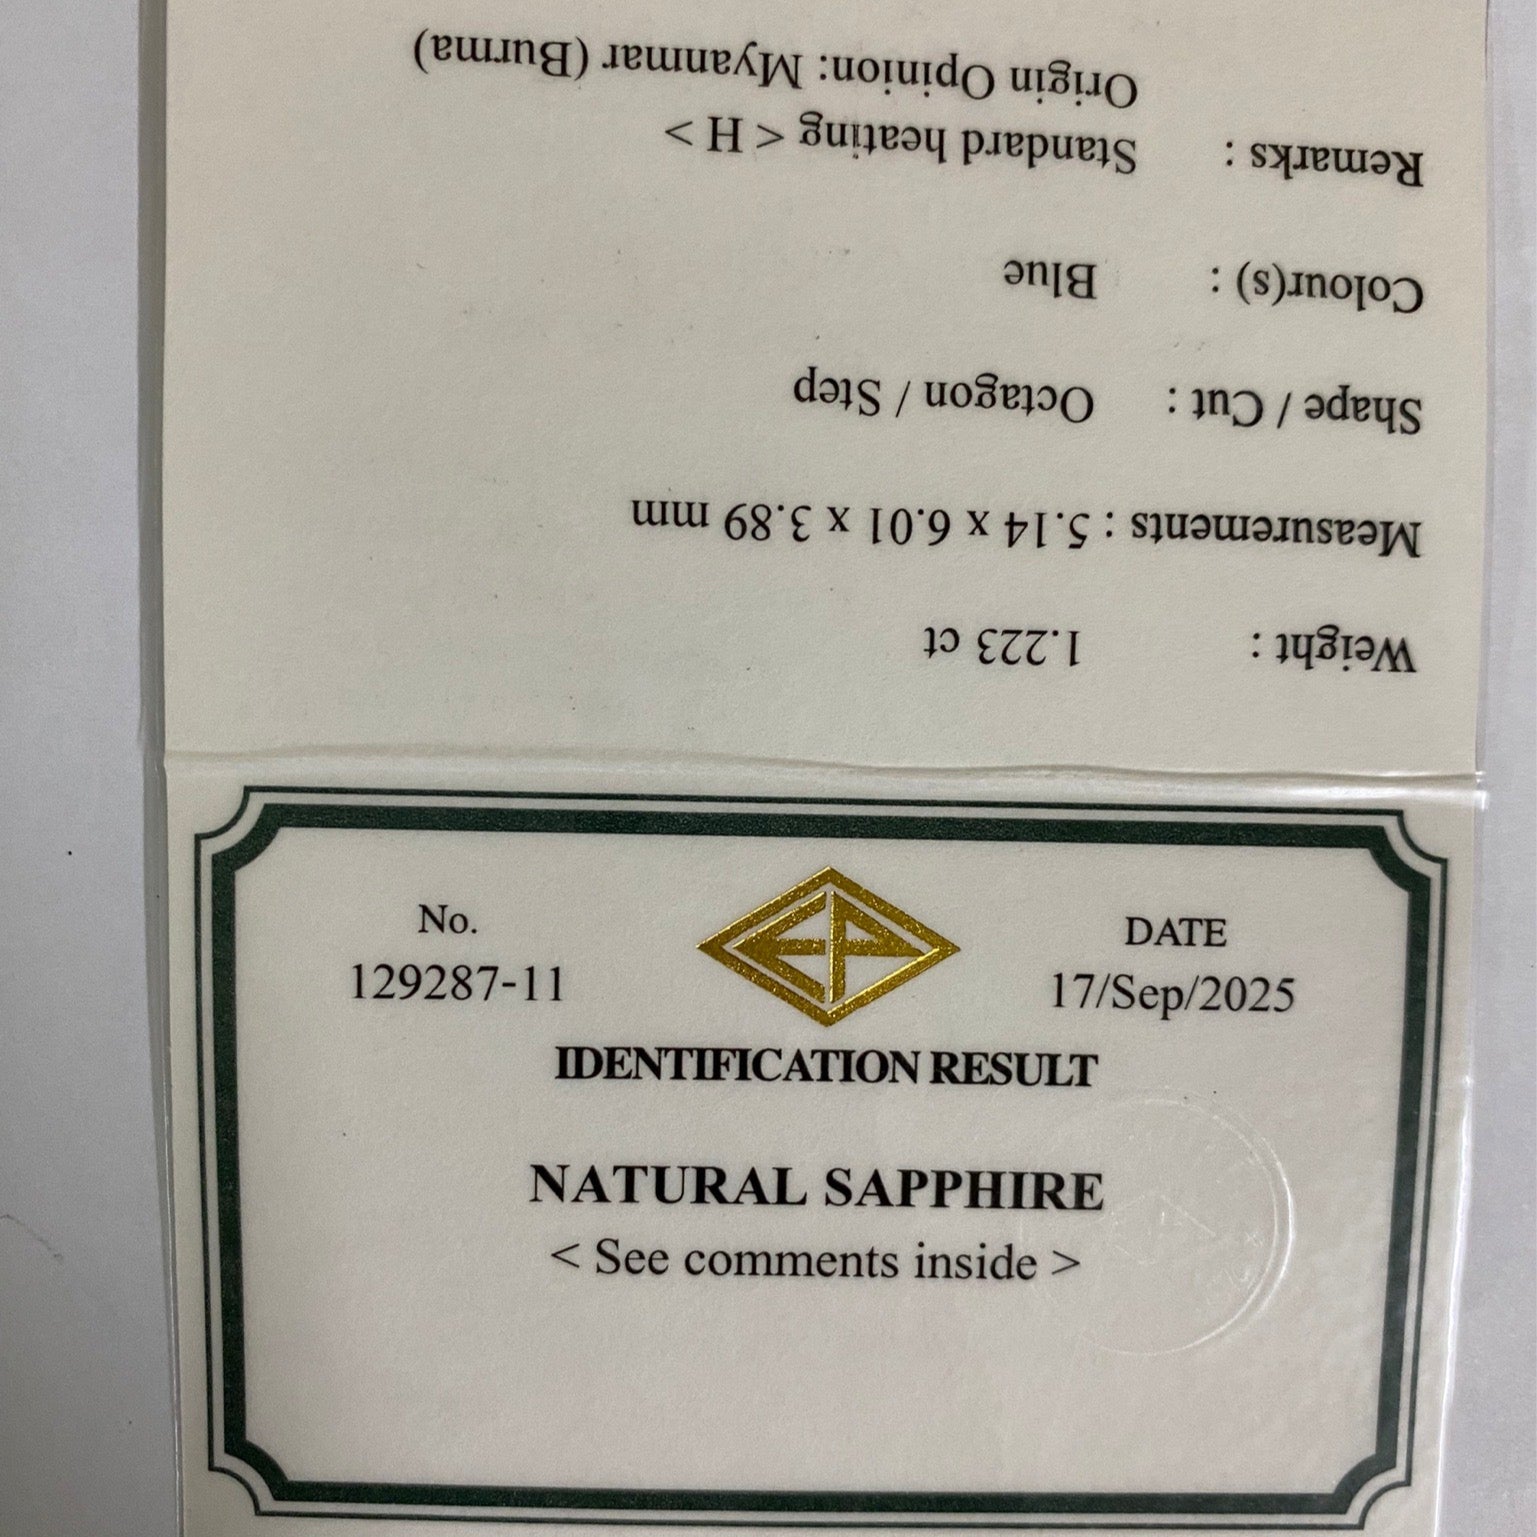 No.
129287-11
EP
DATE
17/Sep/2025
IDENTIFICATION RESULT
NATURAL SAPPHIRE
< See comments inside >
Weight : 1.223 ct
Measurements : 5.14 x 6.01 x 3.89 mm
Shape / Cut : Octagon / Step
Colour(s) : Blue
Remarks : Standard heating < H >
Origin Opinion: Myanmar (Burma)